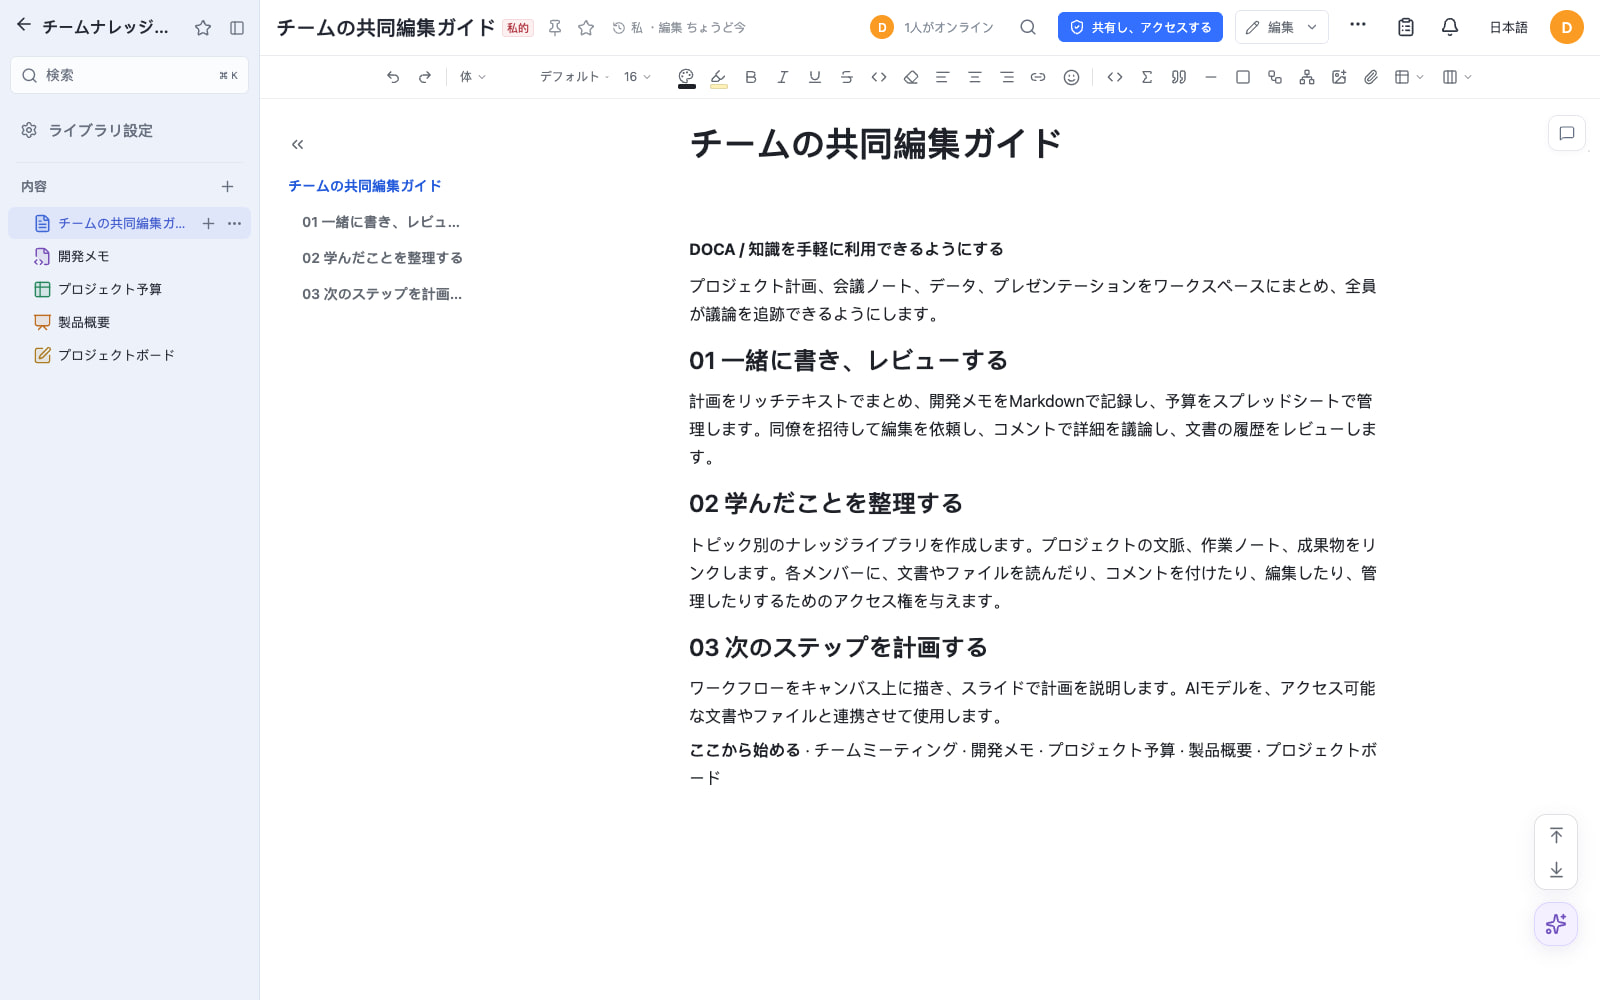 チームナレッジ...
検索
⌘ K
ライブラリ設定
内容
チームの共同編集ガ...
開発メモ
プロジェクト予算
製品概要
プロジェクトボード
チームの共同編集ガイド
私的
私 · 編集 ちょうど今
D
1人がオンライン
共有し、アクセスする
編集
日本語
D
体
デフォルト
16
チームの共同編集ガイド
01 一緒に書き、レビュ...
02 学んだことを整理する
03 次のステップを計画...
チームの共同編集ガイド
DOCA / 知識を手軽に利用できるようにする
プロジェクト計画、会議ノート、データ、プレゼンテーションをワークスペースにまとめ、全員
が議論を追跡できるようにします。
01 一緒に書き、レビューする
計画をリッチテキストでまとめ、開発メモをMarkdownで記録し、予算をスプレッドシートで管
理します。同僚を招待して編集を依頼し、コメントで詳細を議論し、文書の履歴をレビューしま
す。
02 学んだことを整理する
トピック別のナレッジライブラリを作成します。プロジェクトの文脈、作業ノート、成果物をリ
ンクします。各メンバーに、文書やファイルを読んだり、コメントを付けたり、編集したり、管
理したりするためのアクセス権を与えます。
03 次のステップを計画する
ワークフローをキャンバス上に描き、スライドで計画を説明します。AIモデルを、アクセス可能
な文書やファイルと連携させて使用します。
ここから始める · チームミーティング · 開発メモ · プロジェクト予算 · 製品概要 · プロジェクトボ
ード